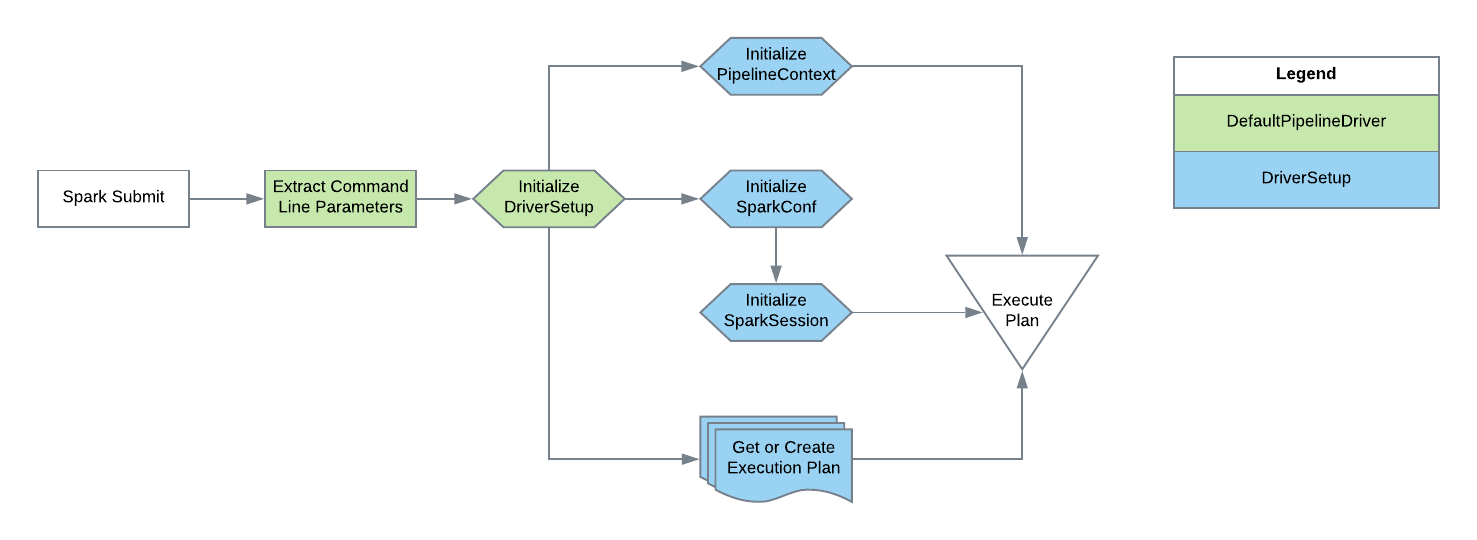 Initialize
PipelineContext
Legend
DefaultPipelineDriver
DriverSetup
Spark Submit
Extract Command
Line Parameters
Initialize
DriverSetup
Initialize
SparkConf
Initialize
SparkSession
Execute
Plan
Get or Create
Execution Plan